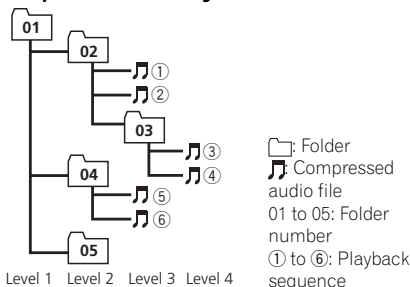 01
02
①
②
03
③
④
04
⑤
⑥
05
Level 1 Level 2 Level 3 Level 4
: Folder
: Compressed
audio file
01 to 05: Folder
number
① to ⑥: Playback
sequence